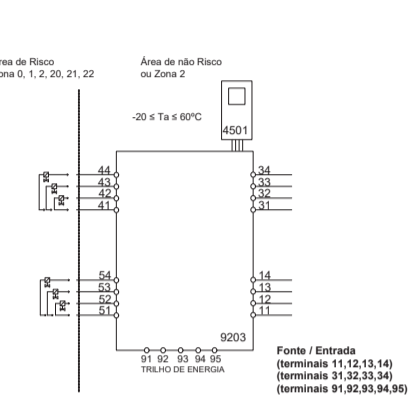 rea de Risco
ona 0, 1, 2, 20, 21, 22
Área de não Risco
ou Zona 2
-20 ≤ Ta ≤ 60ºC
4501
44
43
42
41
34
33
32
31
54
53
52
51
14
13
12
11
9203
91 92 93 94 95
TRILHO DE ENERGIA
Fonte / Entrada
(terminais 11,12,13,14)
(terminais 31,32,33,34)
(terminais 91,92,93,94,95)